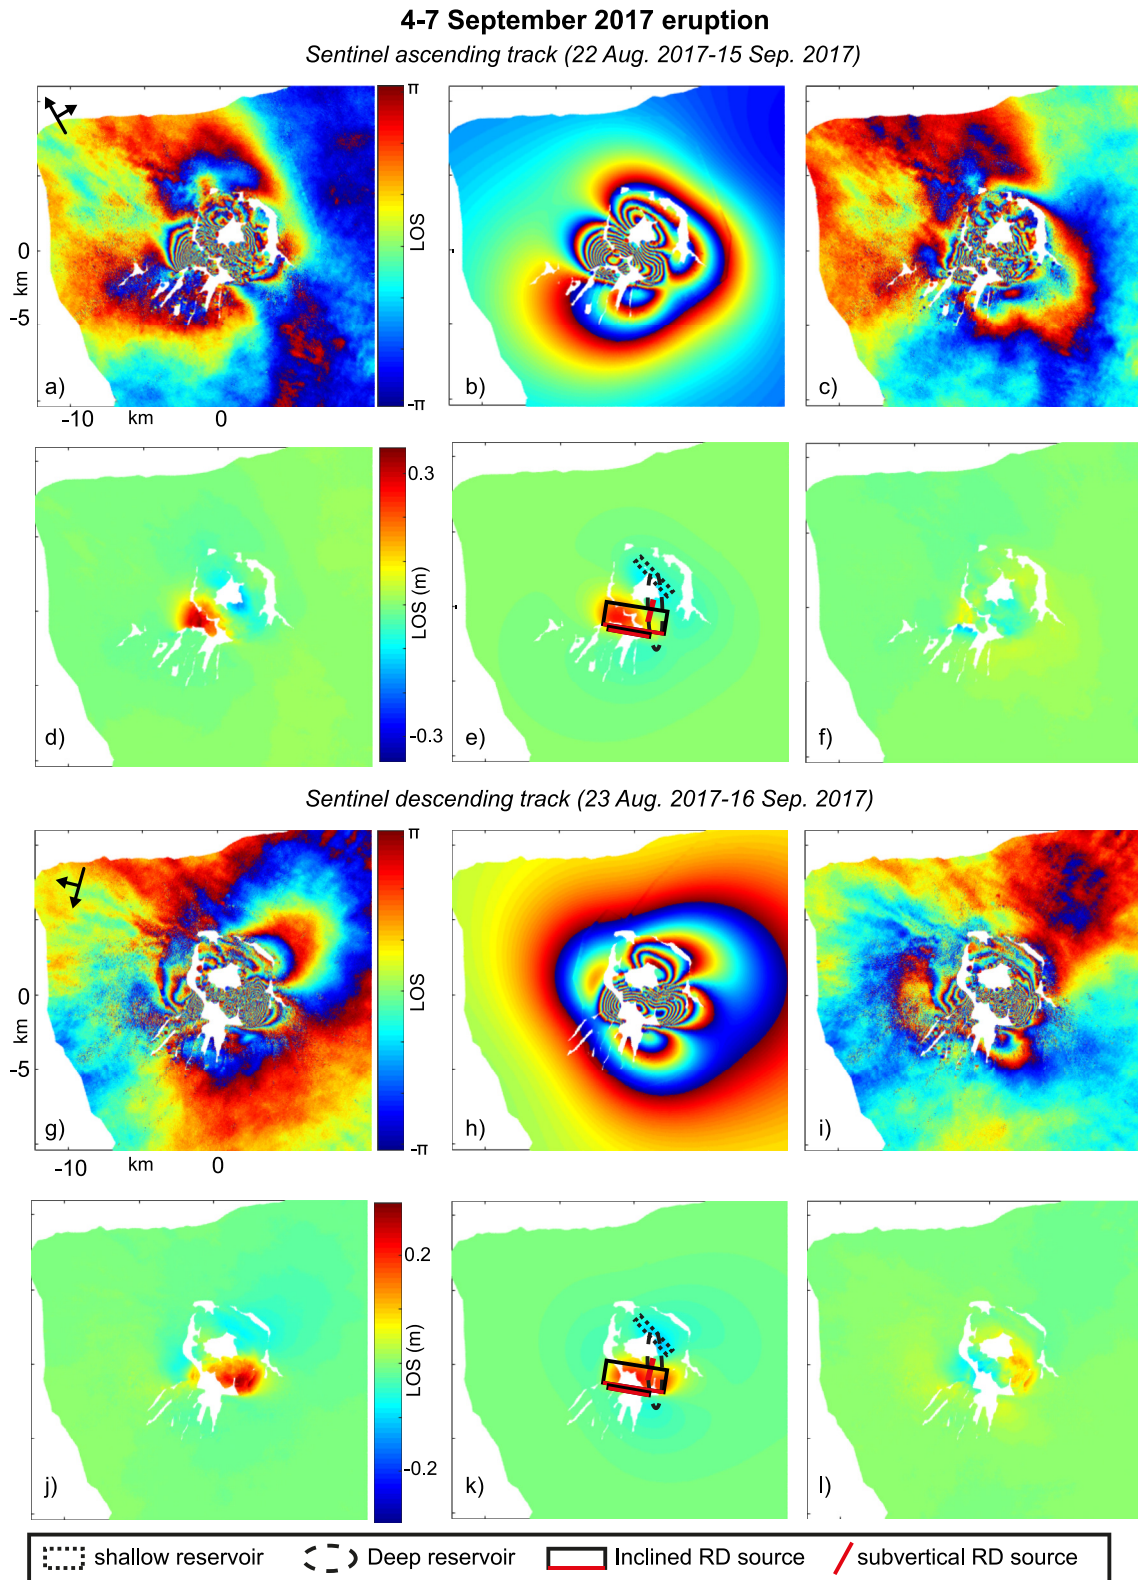 4-7 September 2017 eruption
Sentinel ascending track (22 Aug. 2017-15 Sep. 2017)
π
LOS
-π
0
km
-5
-10
km
0
a)
b)
c)
0.3
LOS (m)
-0.3
d)
e)
f)
Sentinel descending track (23 Aug. 2017-16 Sep. 2017)
π
LOS
-π
0
km
-5
-10
km
0
g)
h)
i)
0.2
LOS (m)
-0.2
j)
k)
l)
shallow reservoir
Deep reservoir
Inclined RD source
subvertical RD source